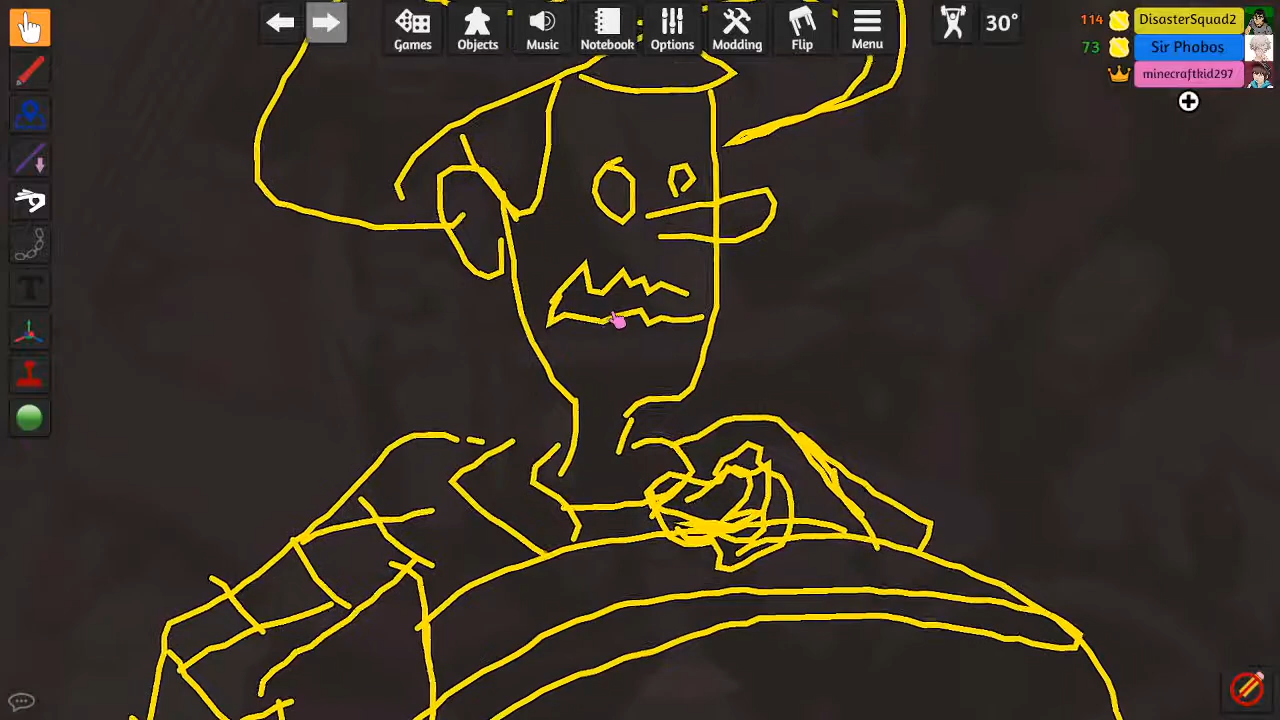 Games
Objects
Music
Notebook
Options
Modding
Flip
Menu
30°
114 DisasterSquad2
73 Sir Phobos
minecraftkid297
T